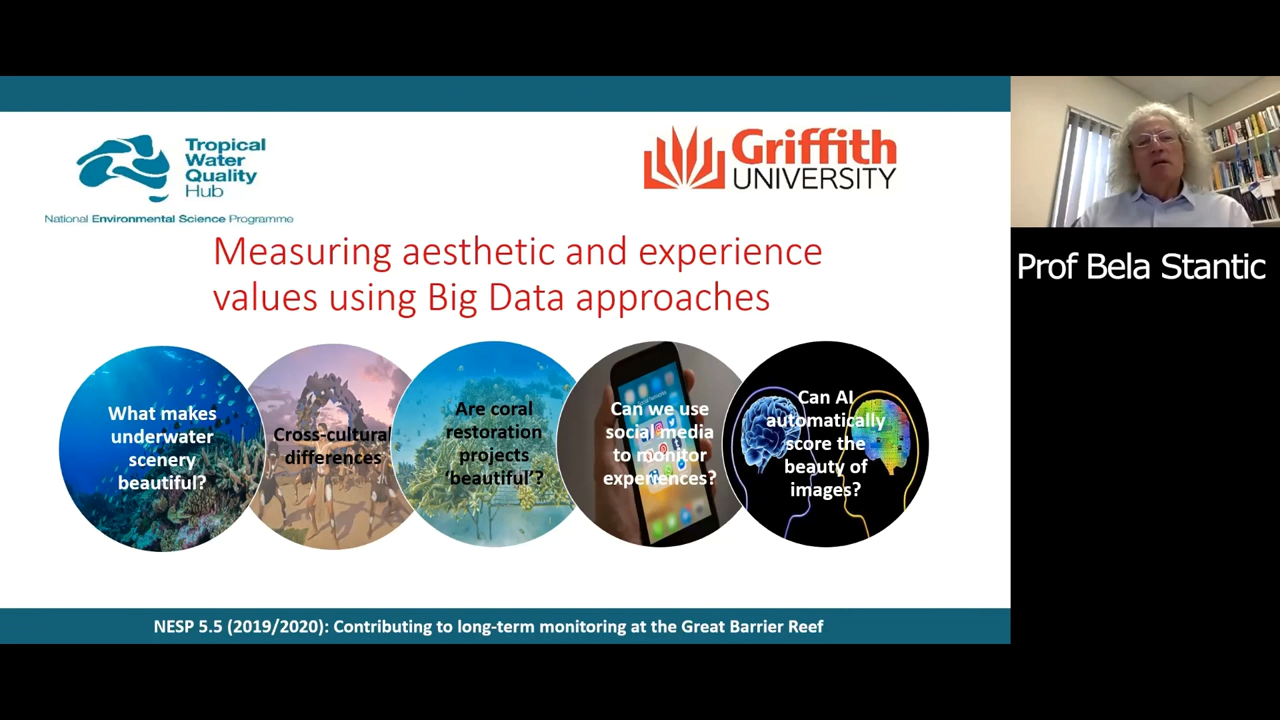 Tropical
Water
Quality
Hub
National Environmental Science Programme
Griffith
UNIVERSITY
Measuring aesthetic and experience
values using Big Data approaches
What makes
underwater
scenery
beautiful?
Cross-cultural
differences
Are coral
restoration
projects
‘beautiful’?
Can we use
social media
to monitor
experiences?
Can AI
automatically
score the
beauty of
images?
NESP 5.5 (2019/2020): Contributing to long-term monitoring at the Great Barrier Reef
Prof Bela Stantic